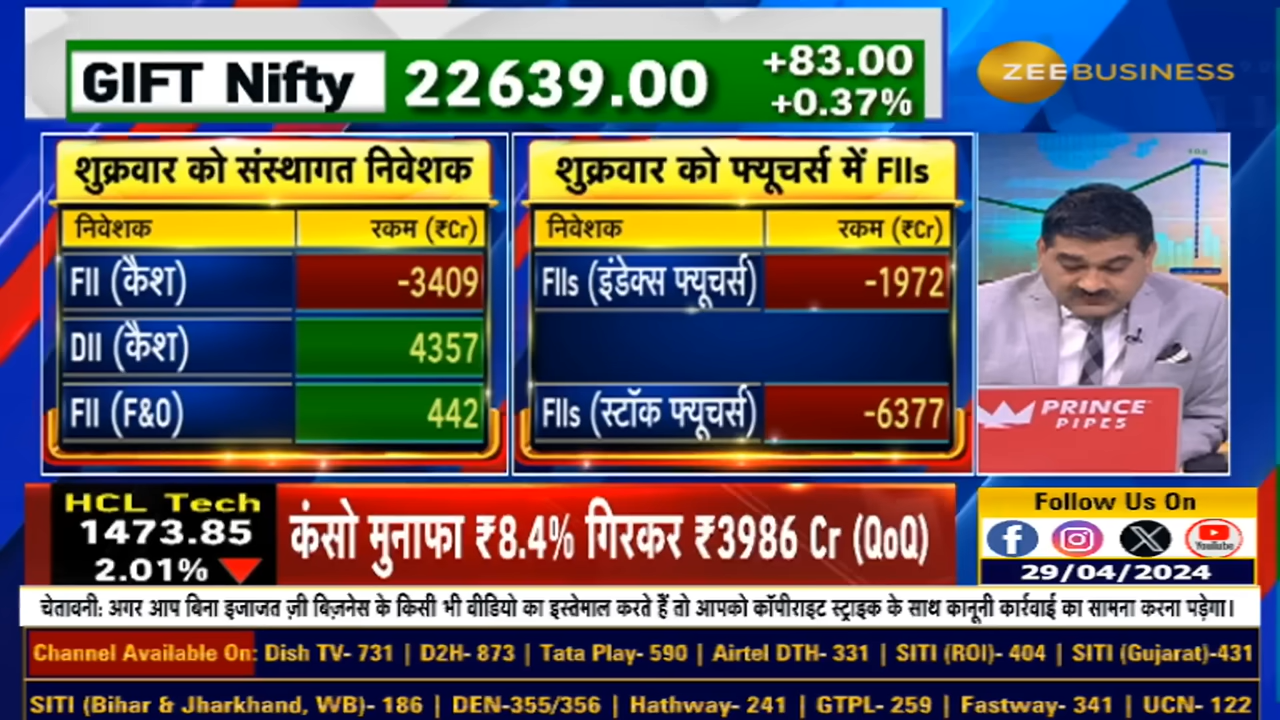 GIFT Nifty 22639.00 +83.00
+0.37%
ZEEBUSINESS
शुक्रवार को संस्थागत निवेशक
निवेशक रकम (₹Cr)
FII (कैश) -3409
DII (कैश) 4357
FII (F&O) 442
शुक्रवार को फ्यूचर्स में FIIs
निवेशक रकम (₹Cr)
FIIs (इंडेक्स फ्यूचर्स) -1972
FIIs (स्टॉक फ्यूचर्स) -6377
PRINCE
PIPES
HCL Tech
1473.85
2.01%
कंसो मुनाफा ₹8.4% गिरकर ₹3986 Cr (QoQ)
Follow Us On
YouTube
29/04/2024
चेतावनी: अगर आप बिना इजाजत ज़ी बिज़नेस के किसी भी वीडियो का इस्तेमाल करते हैं तो आपको कॉपीराइट स्ट्राइक के साथ कानूनी कार्रवाई का सामना करना पड़ेगा।
Channel Available On: Dish TV- 731 | D2H- 873 | Tata Play- 590 | Airtel DTH- 331 | SITI (ROI)- 404 | SITI (Gujarat)-431
SITI (Bihar & Jharkhand, WB)- 186 | DEN-355/356 | Hathway- 241 | GTPL- 259 | Fastway- 341 | UCN- 122